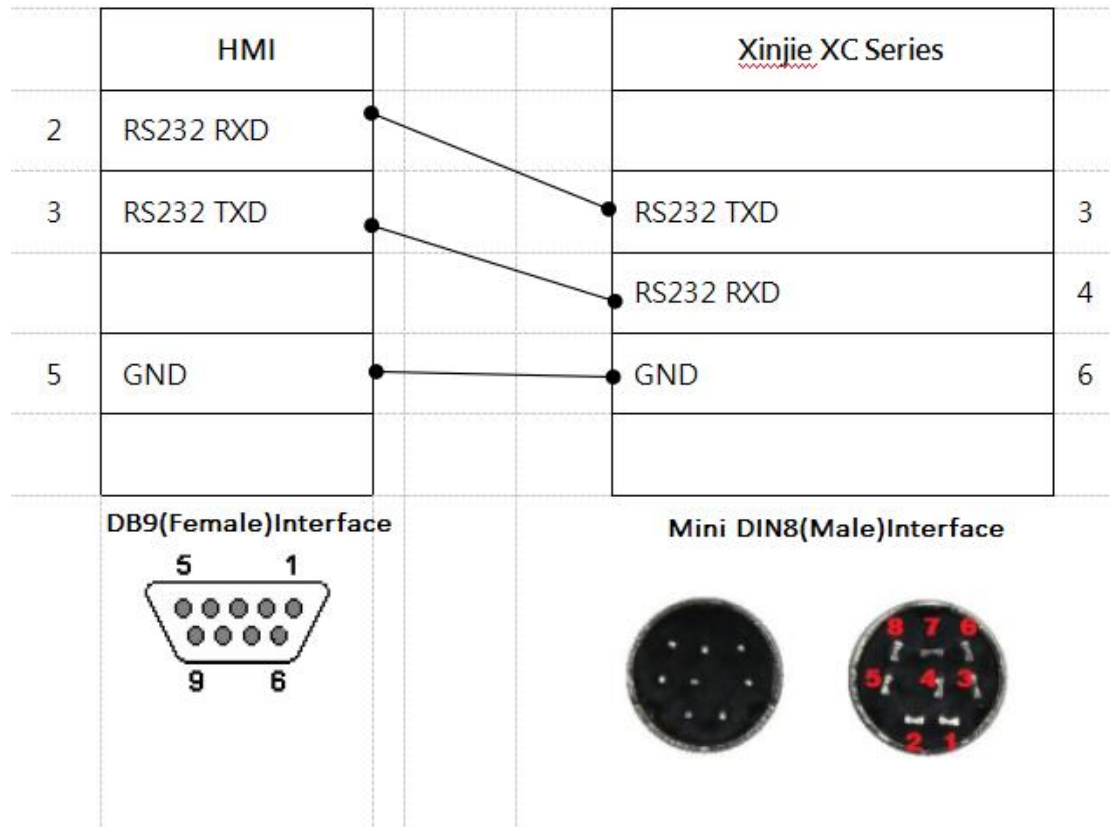 HMI Xinjie XC Series
2 RS232 RXD
3 RS232 TXD RS232 TXD 3
RS232 RXD 4
5 GND GND 6
DB9(Female)Interface Mini DIN8(Male)Interface
5 1
9 6
8 7 6
5 4 3
2 1